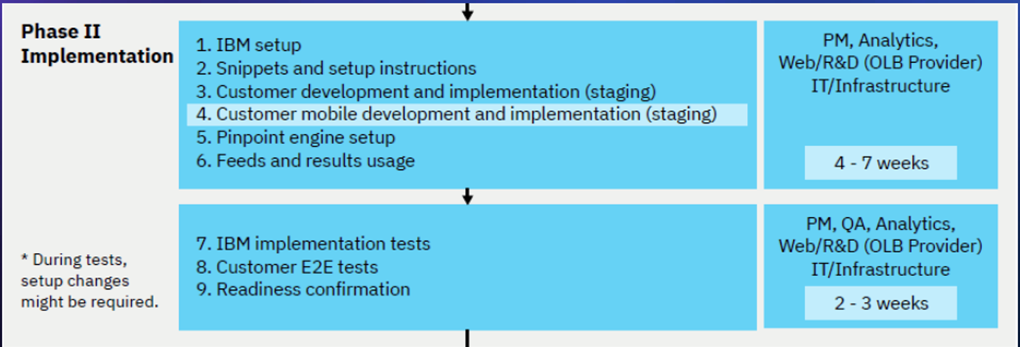 Phase II
Implementation
1. IBM setup
2. Snippets and setup instructions
3. Customer development and implementation (staging)
4. Customer mobile development and implementation (staging)
5. Pinpoint engine setup
6. Feeds and results usage
PM, Analytics,
Web/R&D (OLB Provider)
IT/Infrastructure
4 - 7 weeks
* During tests,
setup changes
might be required.
7. IBM implementation tests
8. Customer E2E tests
9. Readiness confirmation
PM, QA, Analytics,
Web/R&D (OLB Provider)
IT/Infrastructure
2 - 3 weeks